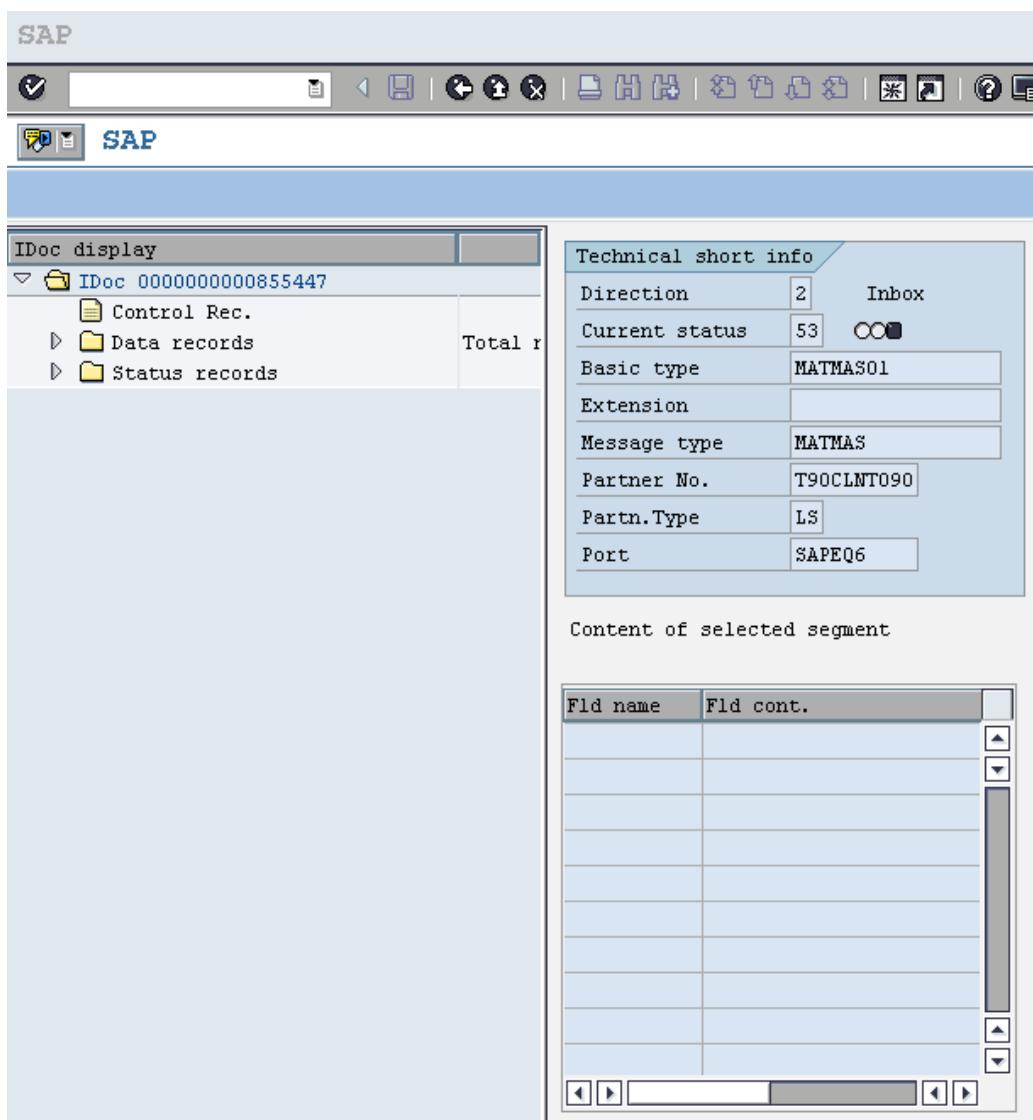 SAP
SAP
IDoc display
IDoc 0000000000855447
Control Rec.
Data records Total r
Status records
Technical short info
Direction 2 Inbox
Current status 53
Basic type MATMAS01
Extension
Message type MATMAS
Partner No. T90CLNT090
Partn.Type LS
Port SAPEQ6
Content of selected segment
Fld name Fld cont.